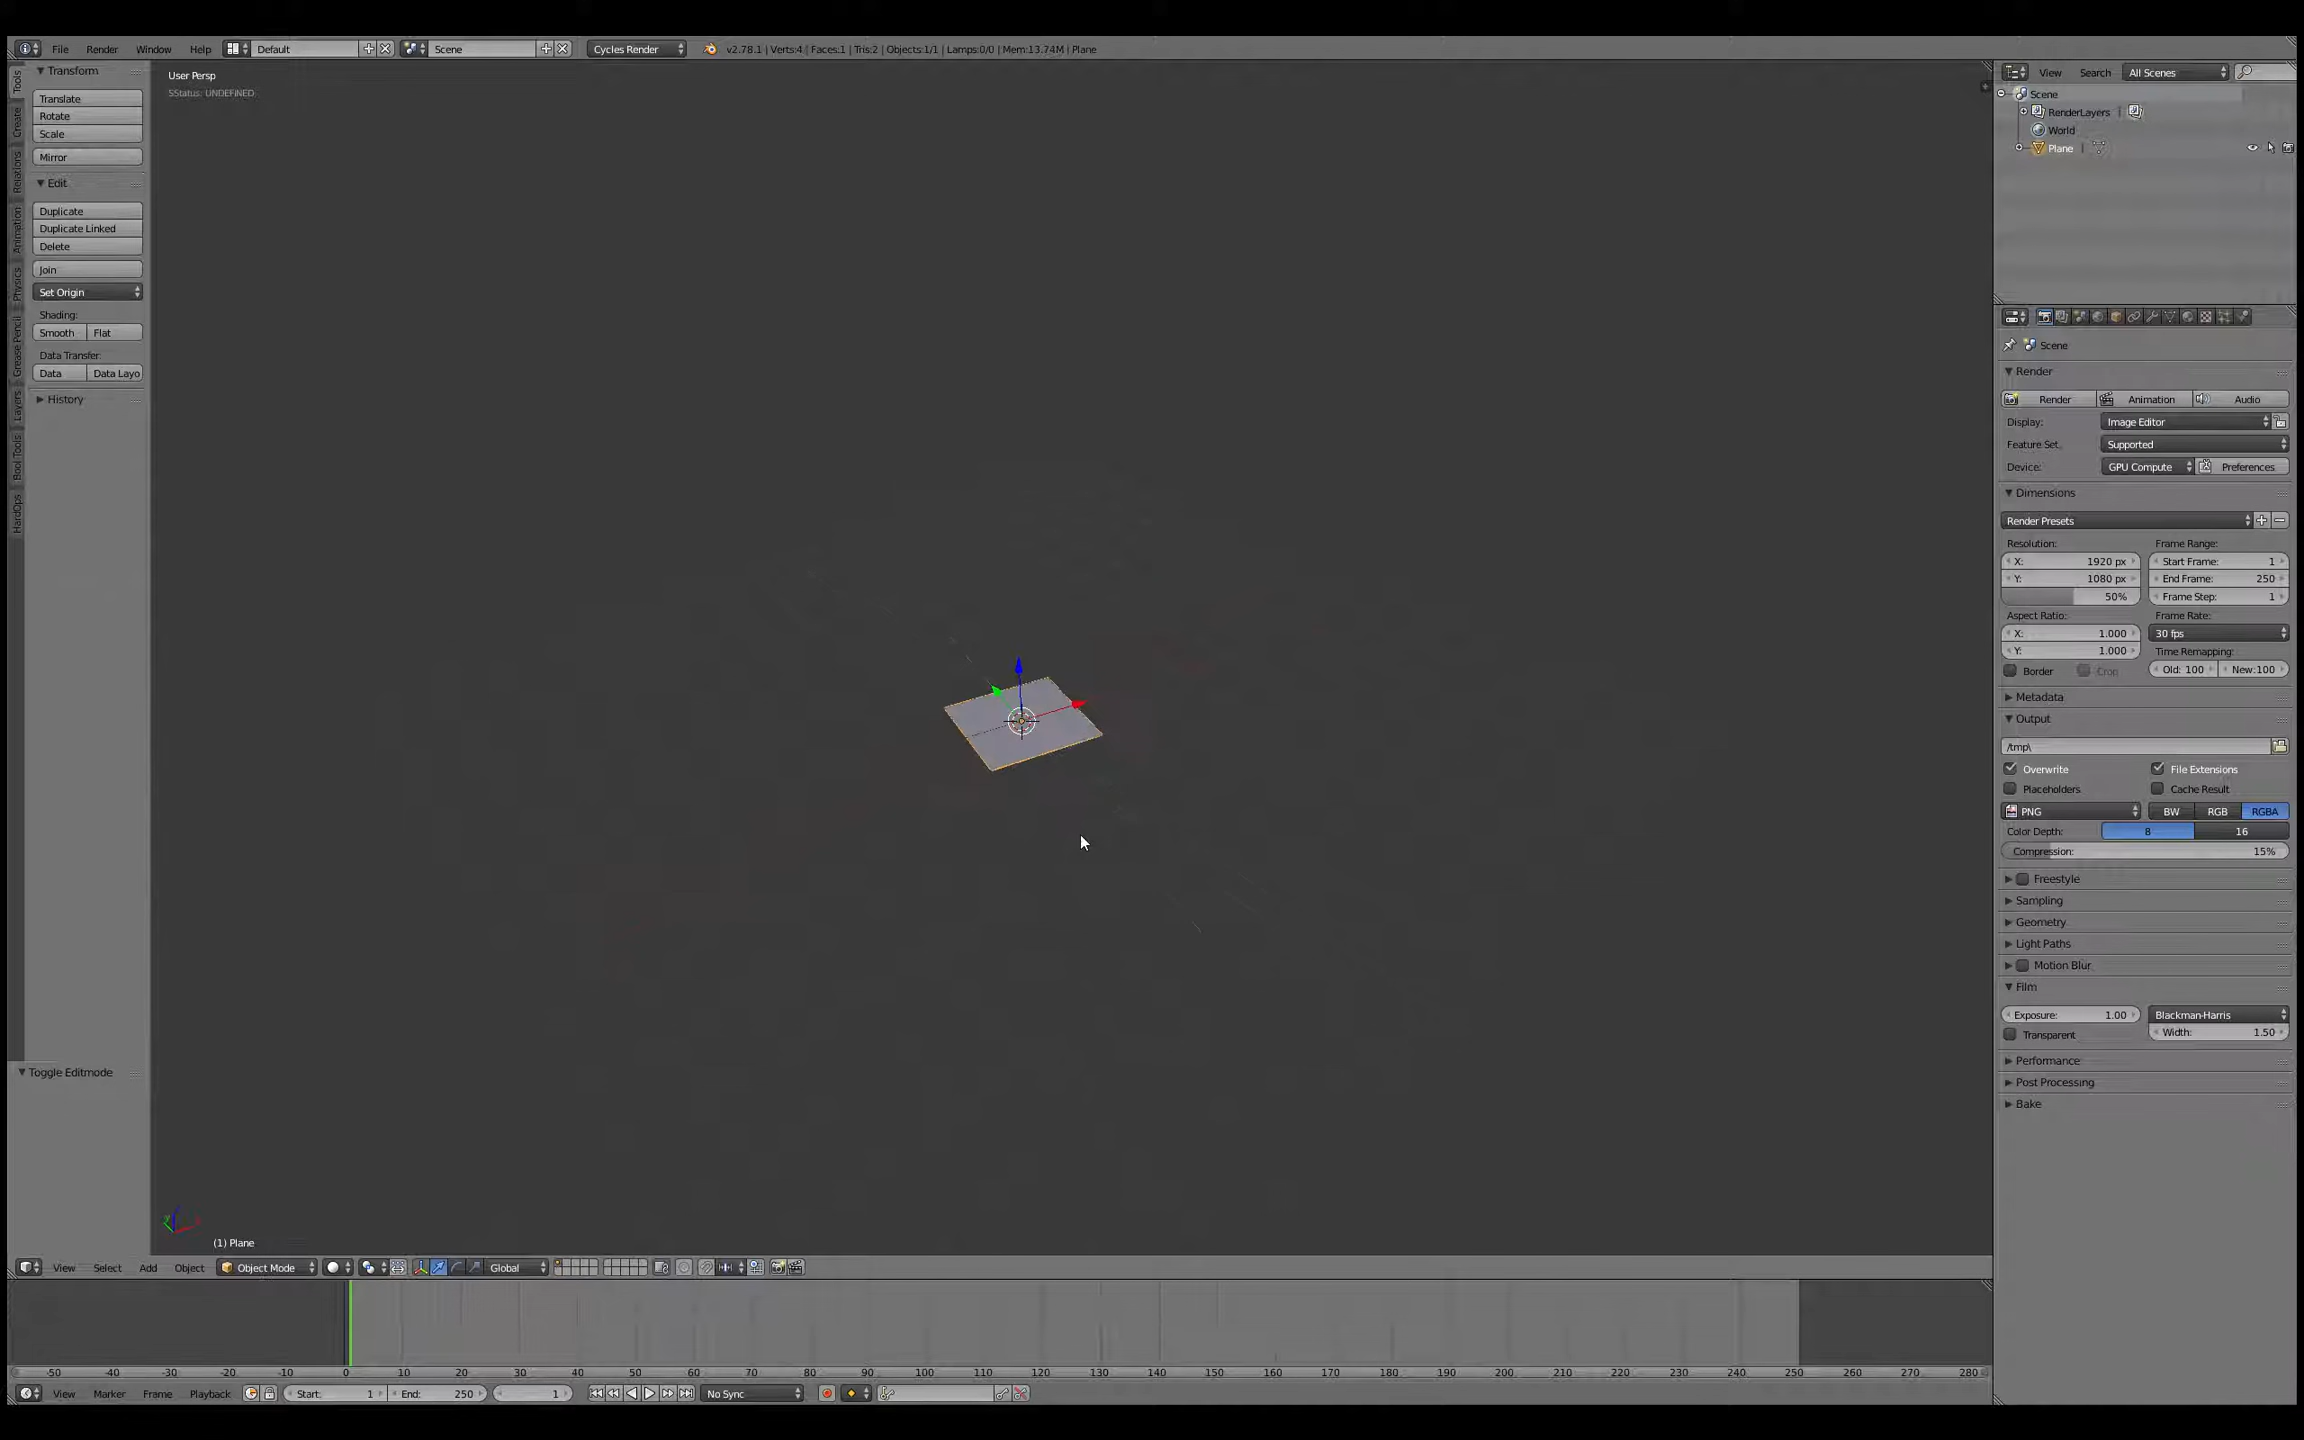 File Render Window Help Default Scene Cycles Render v2.78.1 | Verts:4 | Faces:1 | Tris:2 | Objects:1/1 | Lamps:0/0 | Mem:13.74M | Plane
Tools
Create
Relations
Animation
Physics
Grease Pencil
Layers
Bool Tools
HardOps
Transform
Translate
Rotate
Scale
Mirror
Edit
Duplicate
Duplicate Linked
Delete
Join
Set Origin
Shading:
Smooth Flat
Data Transfer:
Data Data Layo
History
Toggle Editmode
User Persp
SStatus: UNDEFINED
(1) Plane
View Select Add Object Object Mode Global
-50 -40 -30 -20 -10 0 10 20 30 40 50 60 70 80 90 100 110 120 130 140 150 160 170 180 190 200 210 220 230 240 250 260 270 280
View Marker Frame Playback Start: 1 End: 250 1 No Sync
View Search All Scenes
Scene
RenderLayers |
World
Plane |
Scene
Render
Render Animation Audio
Display: Image Editor
Feature Set: Supported
Device: GPU Compute Preferences
Dimensions
Render Presets
Resolution: Frame Range:
X: 1920 px Start Frame: 1
Y: 1080 px End Frame: 250
50% Frame Step: 1
Aspect Ratio: Frame Rate:
X: 1.000 30 fps
Y: 1.000 Time Remapping:
Border Crop Old: 100 New:100
Metadata
Output
/tmp\
Overwrite File Extensions
Placeholders Cache Result
PNG BW RGB RGBA
Color Depth: 8 16
Compression: 15%
Freestyle
Sampling
Geometry
Light Paths
Motion Blur
Film
Exposure: 1.00 Blackman-Harris
Transparent Width: 1.50
Performance
Post Processing
Bake